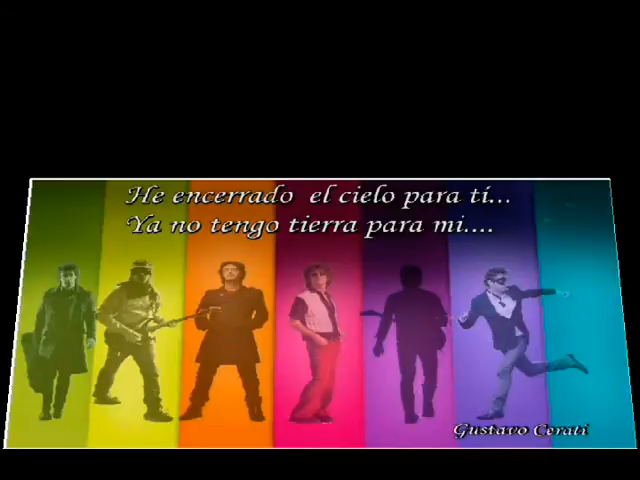 He encerrado el cielo para tí...
Ya no tengo tierra para mi....
Gustavo Cerati